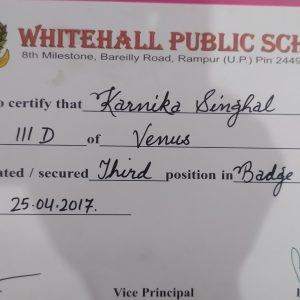 WHITEHALL PUBLIC SCH
8th Milestone, Bareilly Road, Rampur (U.P.) Pin 2449
o certify that Karnika Singhal
III D of Venus
ated / secured Third position in Badge
25.04.2017.
Vice Principal